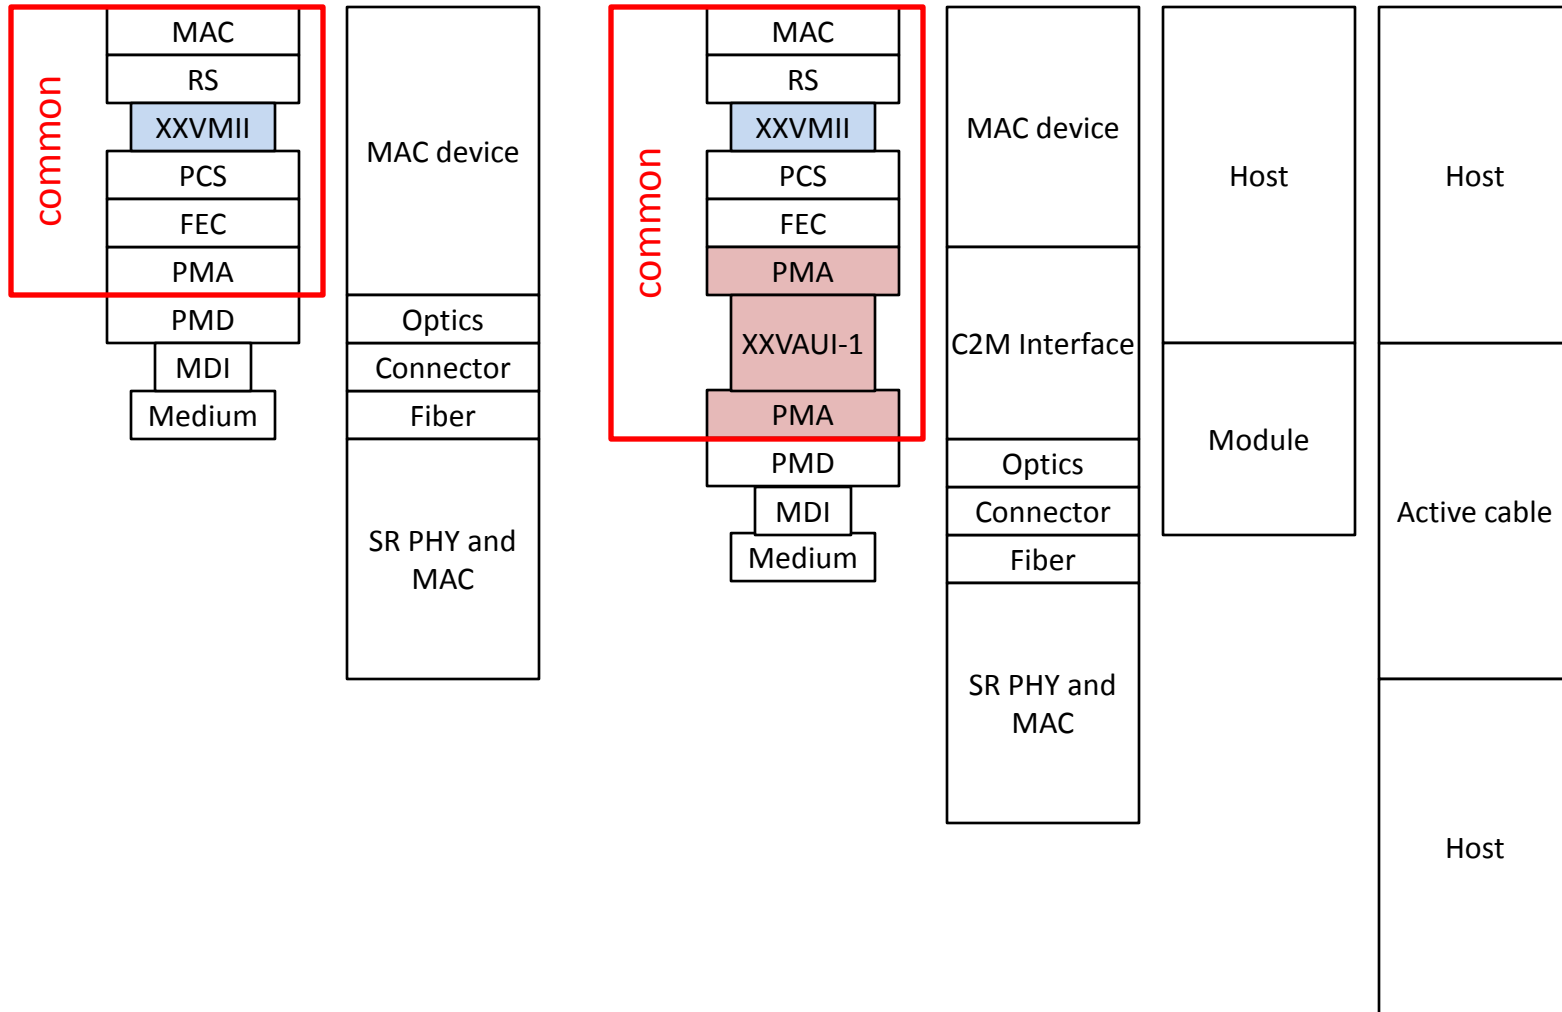 common
MAC
RS
XXVMII
PCS
FEC
PMA
PMD
MDI
Medium
MAC device
Optics
Connector
Fiber
SR PHY and
MAC
common
MAC
RS
XXVMII
PCS
FEC
PMA
XXVAUI-1
PMA
PMD
MDI
Medium
MAC device
C2M Interface
Optics
Connector
Fiber
SR PHY and
MAC
Host
Module
Host
Active cable
Host